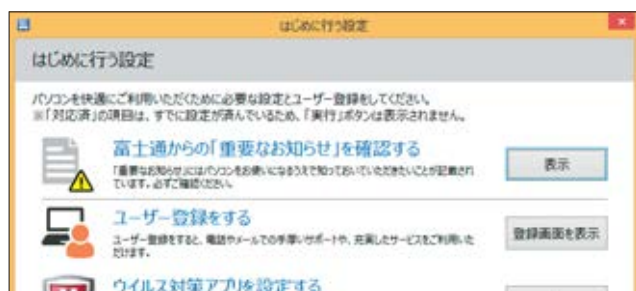 はじめに行う設定
はじめに行う設定
パソコンを快適にご利用いただくために必要な設定とユーザー登録をしてください。
※「対応済」の項目は、すでに設定が済んでいるため、「実行」ボタンは表示されません。
富士通からの「重要なお知らせ」を確認する
「重要なお知らせ」にはパソコンをお使いになるうえで知っておいていただきたいことが記載され
ています。必ずご確認ください。
表示
ユーザー登録をする
ユーザー登録をすると、電話やメールでの手厚いサポートや、充実したサービスをご利用いた
だけます。
登録画面を表示
ウイルス対策アプリを設定する